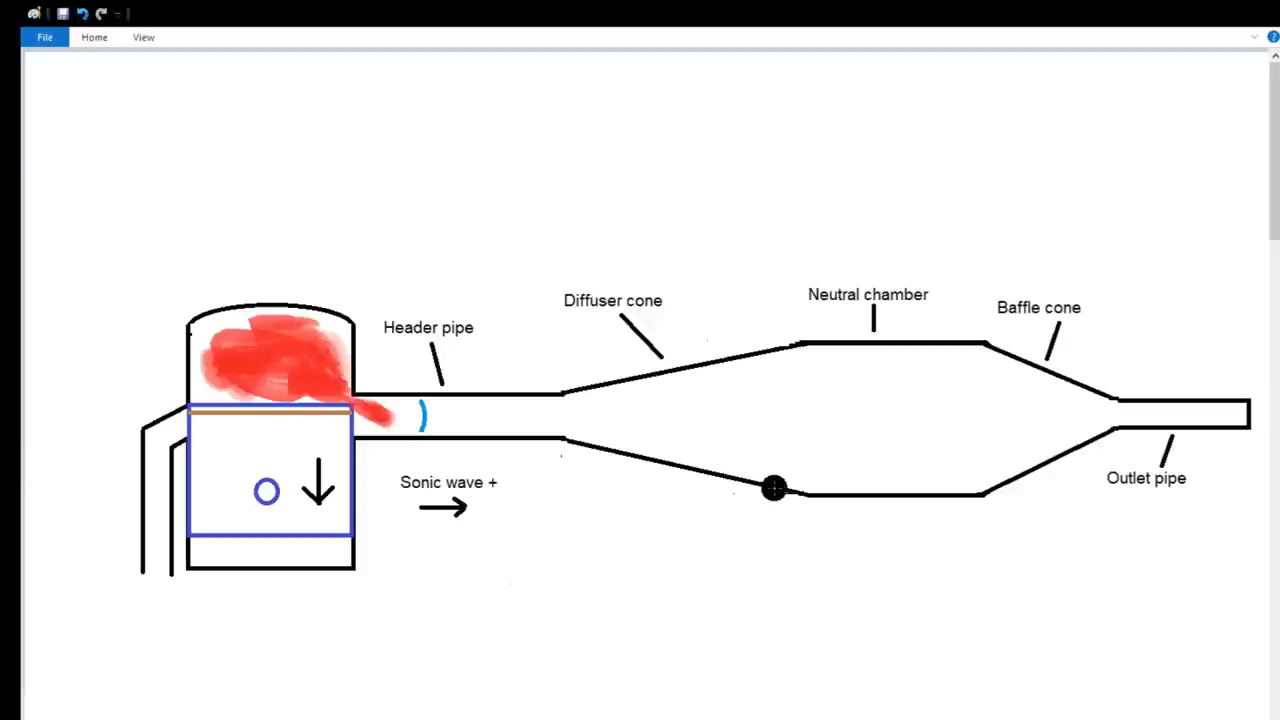 File
Home
View
Neutral chamber
Diffuser cone
Baffle cone
Header pipe
Sonic wave +
Outlet pipe